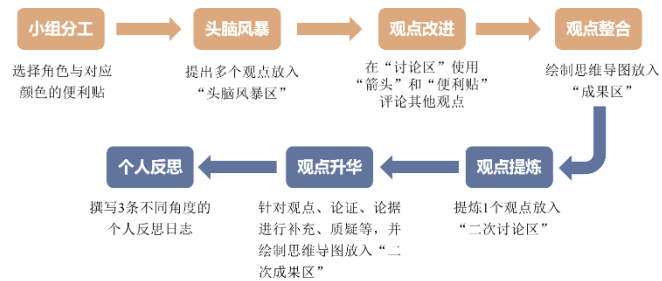 小组分工
头脑风暴
观点改进
观点整合
选择角色与对应
颜色的便利贴
提出多个观点放入
“头脑风暴区”
在“讨论区”使用
“箭头”和“便利贴”
评论其他观点
绘制思维导图放入
“成果区”
个人反思
观点升华
观点提炼
撰写3条不同角度的
个人反思日志
针对观点、论证、论据
进行补充、质疑等，并
绘制思维导图放入“二
次成果区”
提炼1个观点放入
“二次讨论区”